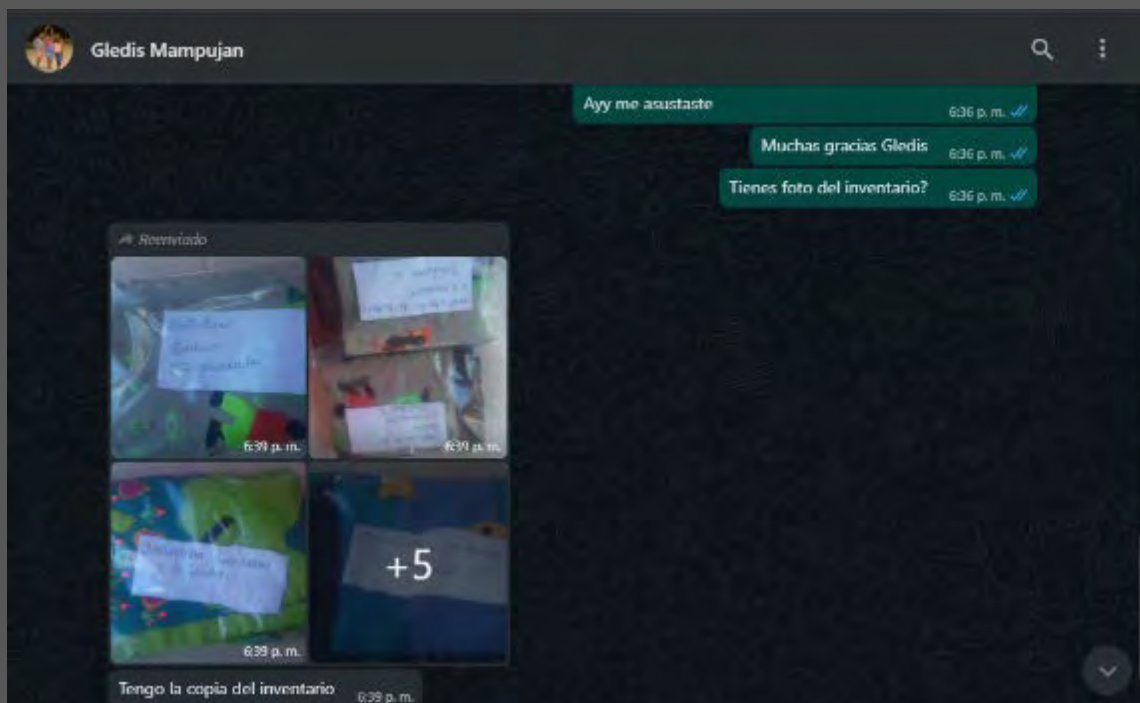 Gledis Mampujan
Ayy me asustaste
6:36 p. m.
Muchas gracias Gledis
6:36 p. m.
Tienes foto del inventario?
6:36 p. m.
Reenviado
6:39 p. m.
6:39 p. m.
+5
6:39 p. m.
Tengo la copia del inventario
6:39 p. m.